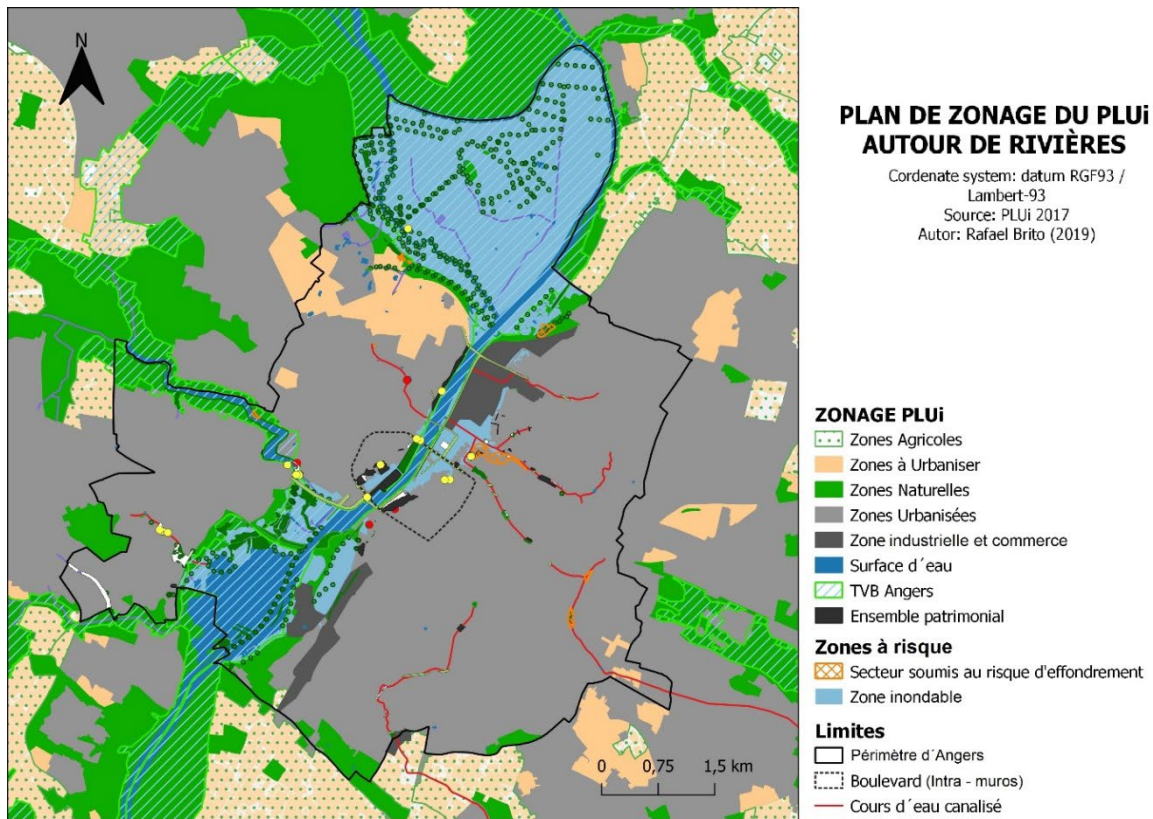 N
0 0,75 1,5 km
PLAN DE ZONAGE DU PLUi
AUTOUR DE RIVIÈRES
Cordenate system: datum RGF93 /
Lambert-93
Source: PLUi 2017
Autor: Rafael Brito (2019)
ZONAGE PLUi
Zones Agricoles
Zones à Urbaniser
Zones Naturelles
Zones Urbanisées
Zone industrielle et commerce
Surface d´eau
TVB Angers
Ensemble patrimonial
Zones à risque
Secteur soumis au risque d'effondrement
Zone inondable
Limites
Périmètre d´Angers
Boulevard (Intra - muros)
Cours d´eau canalisé